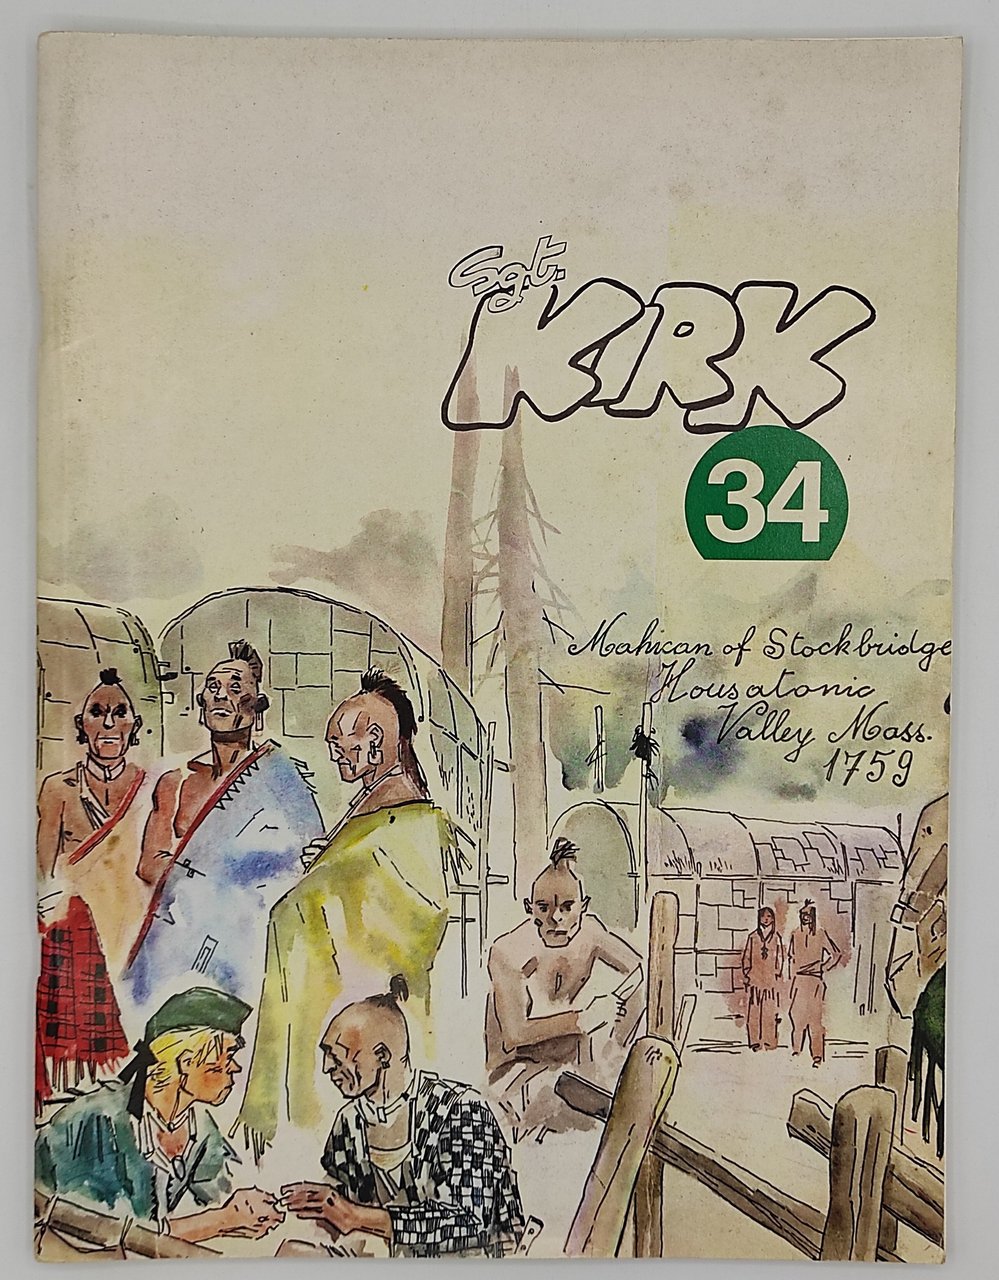 Sgt.
KIRK
34
Mahican of Stockbridge
Housatonic
Valley Mass.
1759